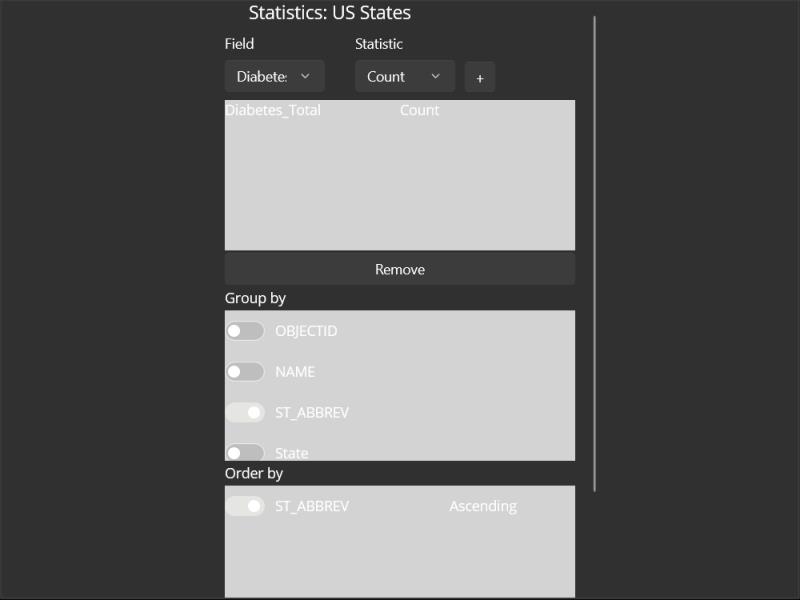 Statistics: US States
Field Statistic
Diabete: Count +
Diabetes_Total Count
Remove
Group by
OBJECTID
NAME
ST_ABBREV
State
Order by
ST_ABBREV Ascending